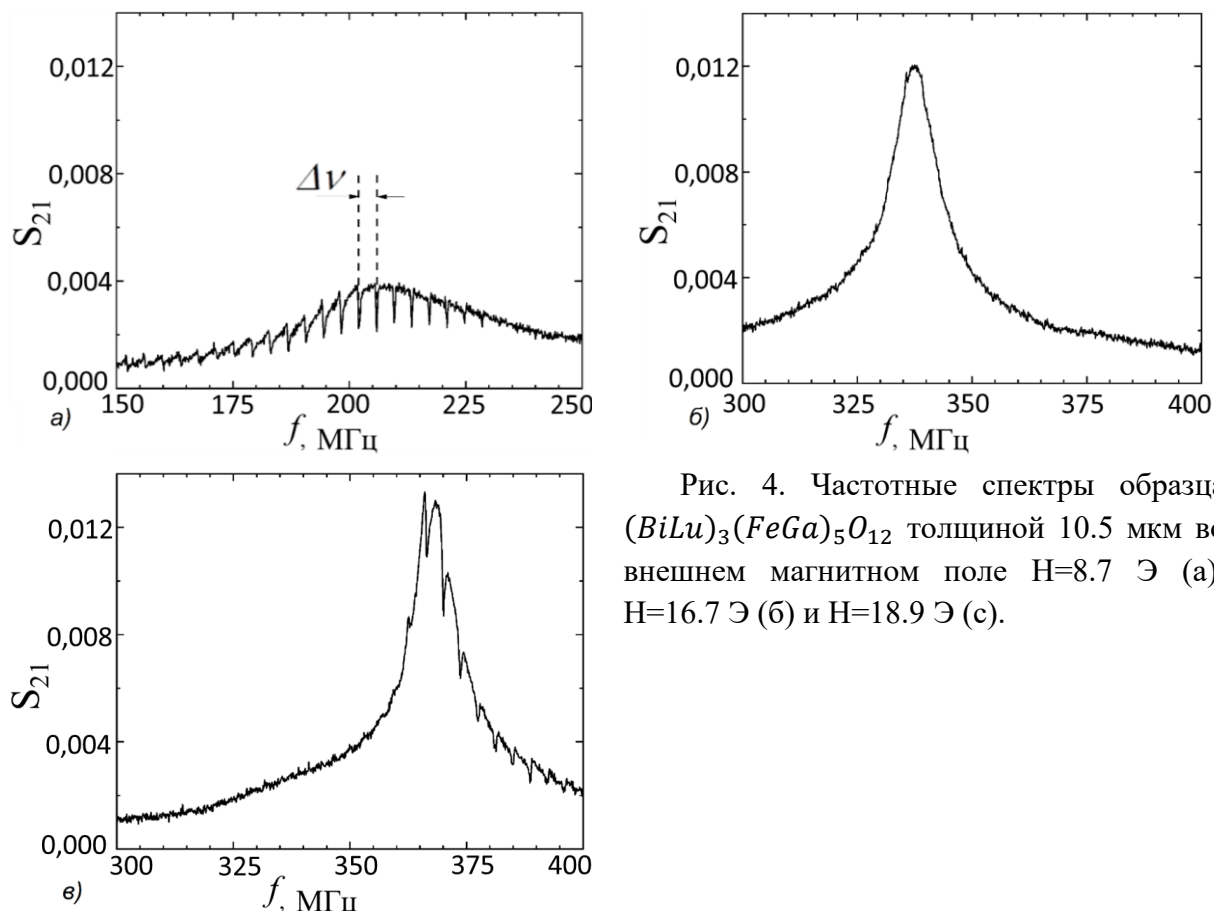 0,012
0,008
0,004
0,000
S21
Δν
150 175 200 225 250
а)
f, МГц
0,012
0,008
0,004
0,000
S21
300 325 350 375 400
б)
f, МГц
0,012
0,008
0,004
0,000
S21
300 325 350 375 400
в)
f, МГц
Рис. 4. Частотные спектры образца
(BiLu)₃(FeGa)₅O₁₂ толщиной 10.5 мкм во
внешнем магнитном поле H=8.7 Э (а)
H=16.7 Э (б) и H=18.9 Э (с).